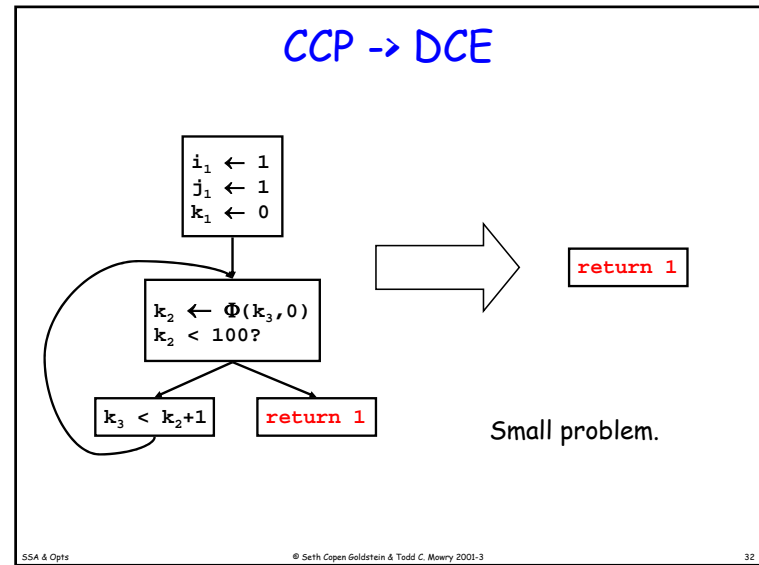 CCP -> DCE
i₁ ← 1
j₁ ← 1
k₁ ← 0
k₂ ← Φ(k₃,0)
k₂ < 100?
k₃ < k₂+1
return 1
return 1
Small problem.
SSA & Opts
© Seth Copen Goldstein & Todd C. Mowry 2001-3
32